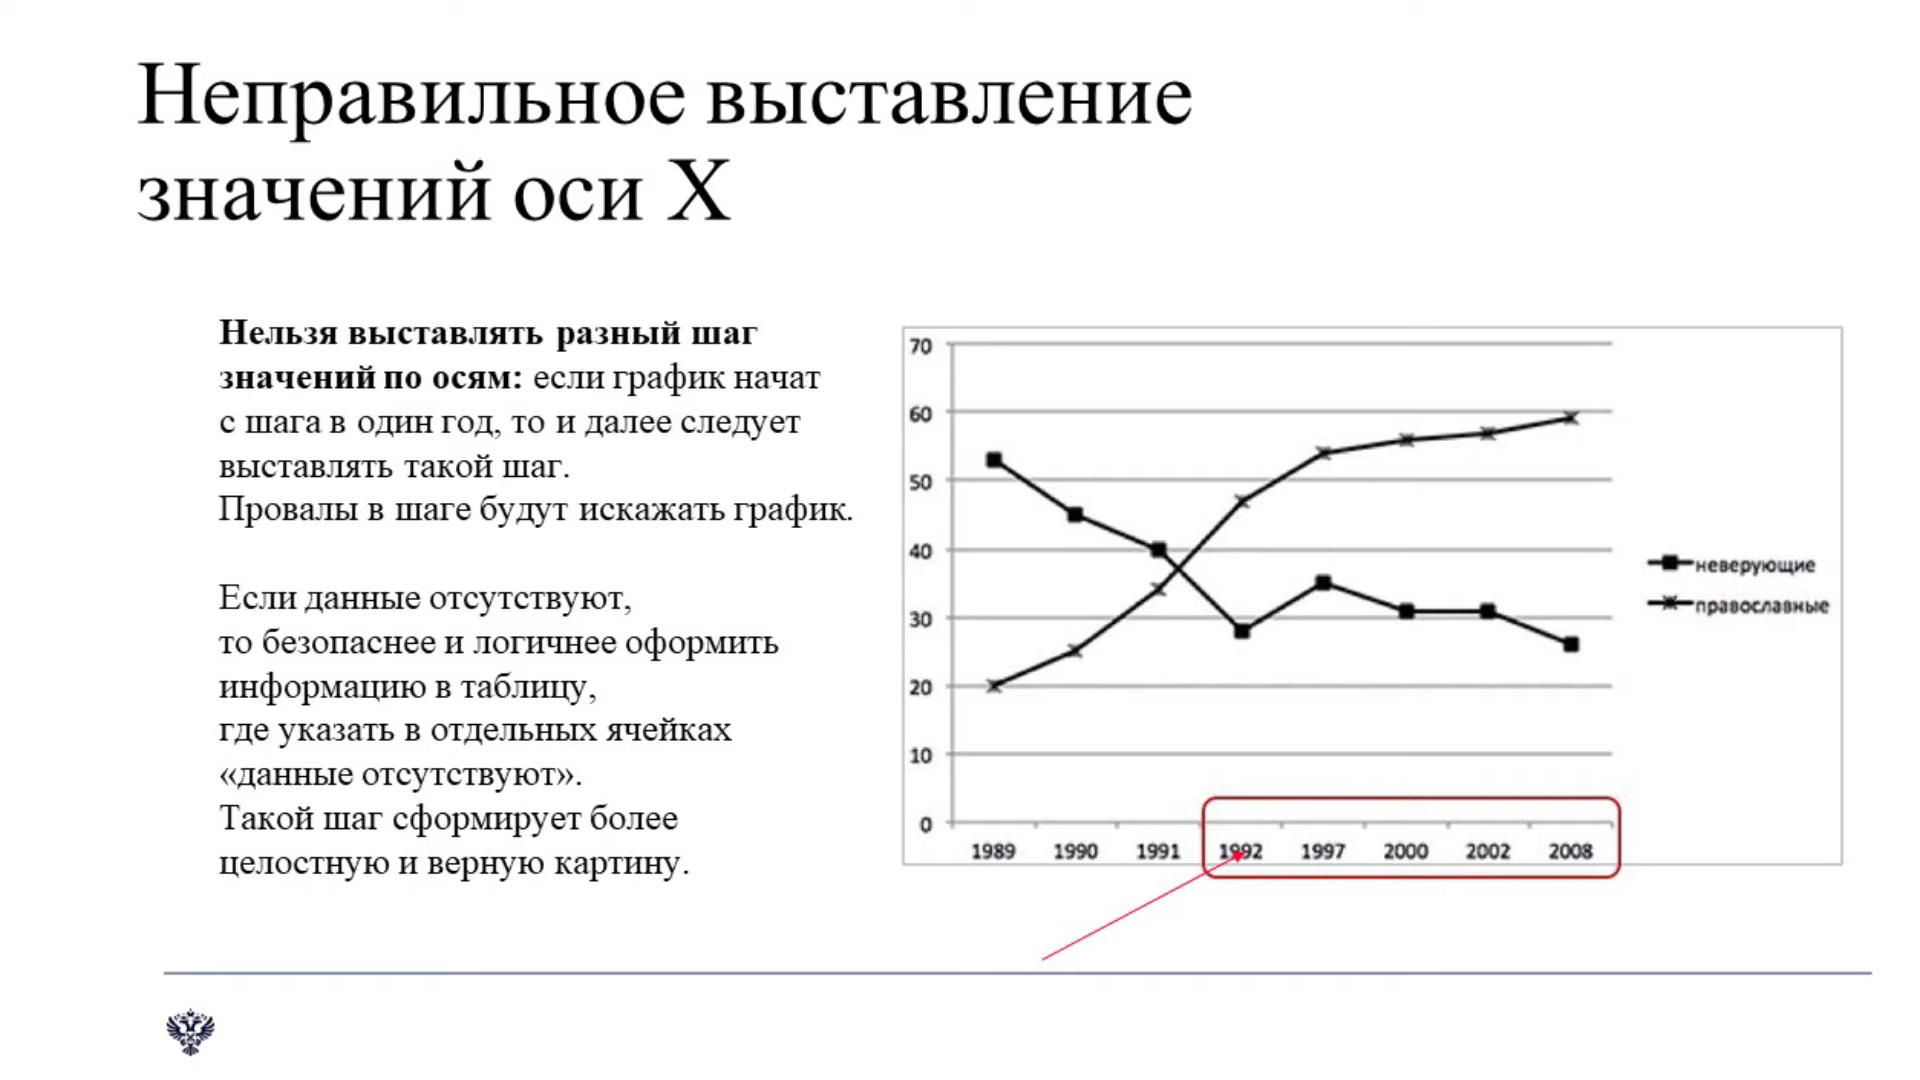 Неправильное выставление
значений оси X
Нельзя выставлять разный шаг
значений по осям: если график начат
с шага в один год, то и далее следует
выставлять такой шаг.
Провалы в шаге будут искажать график.
Если данные отсутствуют,
то безопаснее и логичнее оформить
информацию в таблицу,
где указать в отдельных ячейках
«данные отсутствуют».
Такой шаг сформирует более
целостную и верную картину.
70
60
50
40
30
20
10
0
1989 1990 1991 1992 1997 2000 2002 2008
неверующие
православные